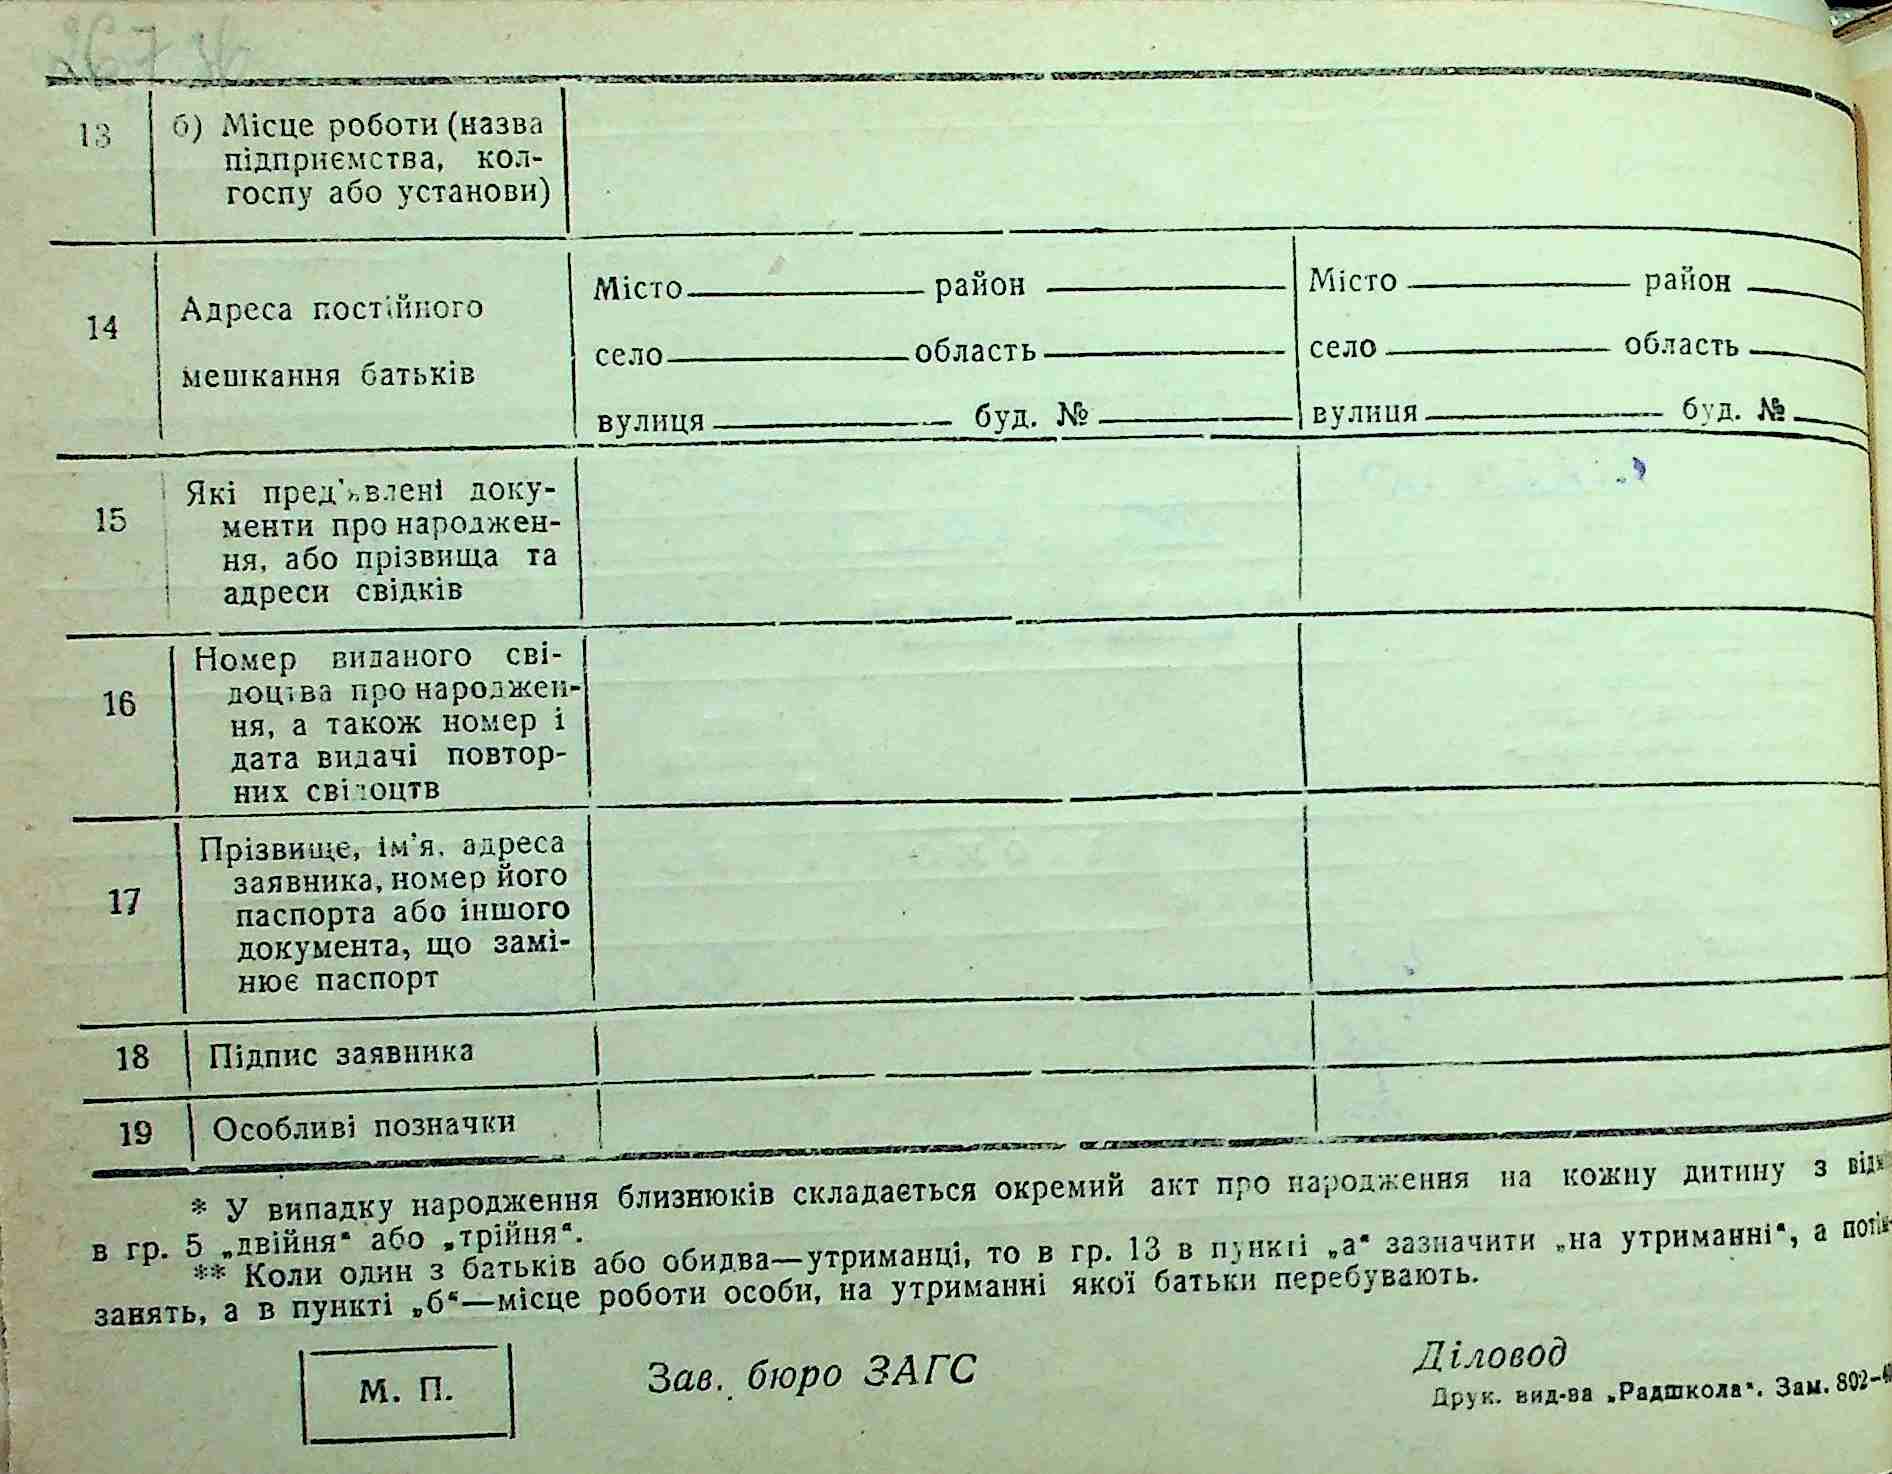 267
13 б) Місце роботи (назва
підприємства, кол-
госпу або установи)
14 Адреса постійного
мешкання батьків
Місто район
село область
вулиця буд. №
Місто район
село область
вулиця буд. №
15 Які пред'явлені доку-
менти про народжен-
ня, або прізвища та
адреси свідків
16 Номер виданого сві-
доцтва про народжен-
ня, а також номер і
дата видачі повтор-
них свідоцтв
17 Прізвище, ім'я, адреса
заявника, номер його
паспорта або іншого
документа, що замі-
нює паспорт
18 Підпис заявника
19 Особливі позначки
* У випадку народження близнюків складається окремий акт про народження на кожну дитину з
в гр. 5 „двійня“ або „трійня“.
** Коли один з батьків або обидва—утриманці, то в гр. 13 в пункті „а“ зазначити „на утриманні“, а
занять, а в пункті „б“—місце роботи особи, на утриманні якої батьки перебувають.
М. П.
Зав. бюро ЗАГС
Діловод
Друк. вид-ва „Радшкола“. Зам. 802-